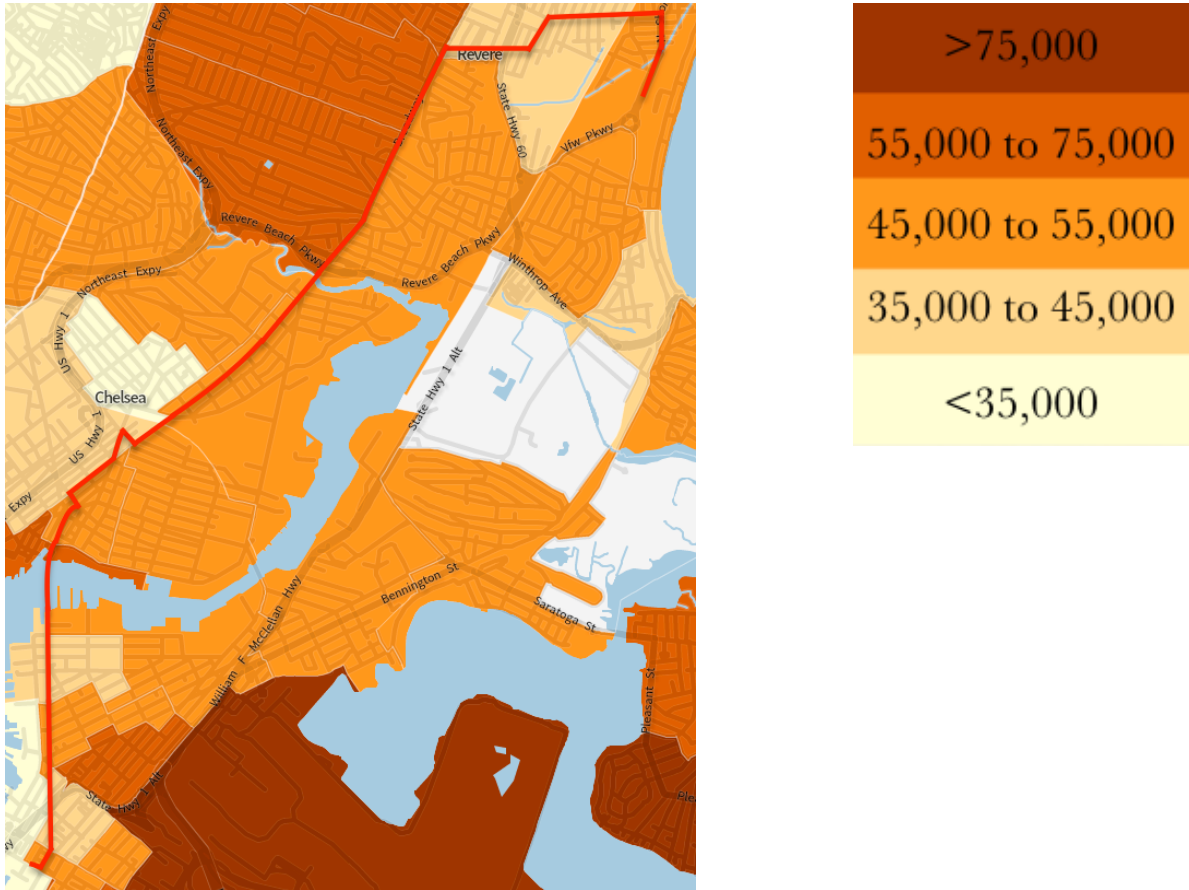 Northeast Expy
Northeast Expy
Revere
State Hwy 60
Vfw Pkwy
Revere Beach Pkwy
Revere Beach Pkwy
Winthrop Ave
Northeast Expy
US Hwy 1
State Hwy 1 Alt
Chelsea
US Hwy 1
Expy
Bennington St
Saratoga St
William F McClellan Hwy
Pleasant St
State Hwy 1 Alt
>75,000
55,000 to 75,000
45,000 to 55,000
35,000 to 45,000
<35,000